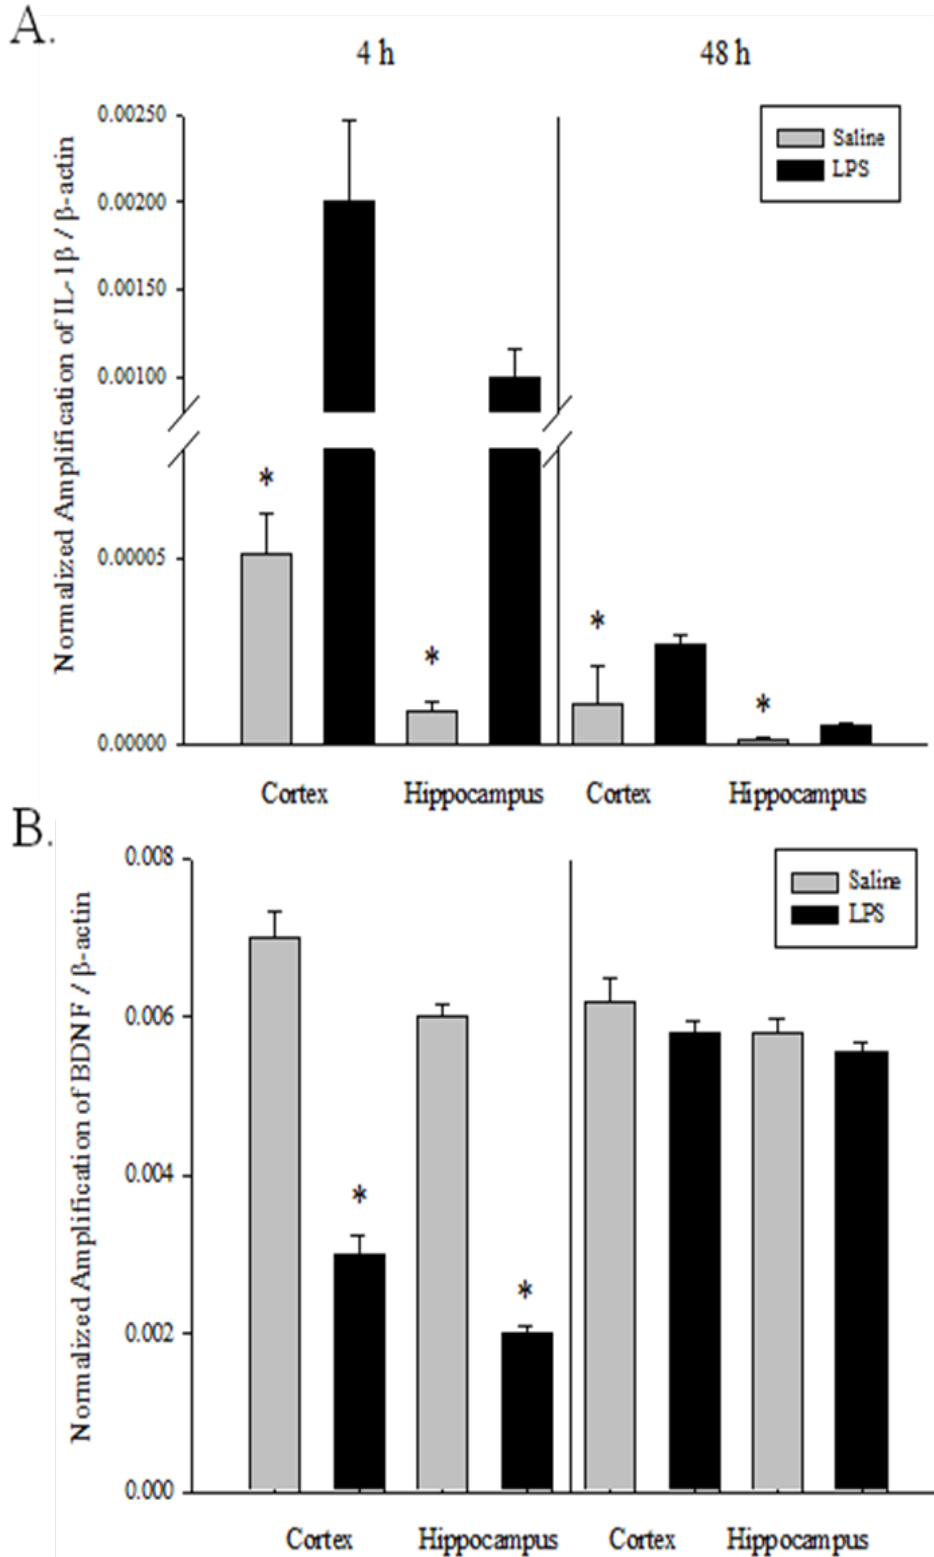 A.
4 h
48 h
Normalized Amplification of IL-1β / β-actin
0.00250
0.00200
0.00150
0.00100
0.00005
0.00000
Saline
LPS
*
*
*
*
Cortex
Hippocampus
Cortex
Hippocampus
B.
Normalized Amplification of BDNF / β-actin
0.008
0.006
0.004
0.002
0.000
Saline
LPS
*
*
Cortex
Hippocampus
Cortex
Hippocampus